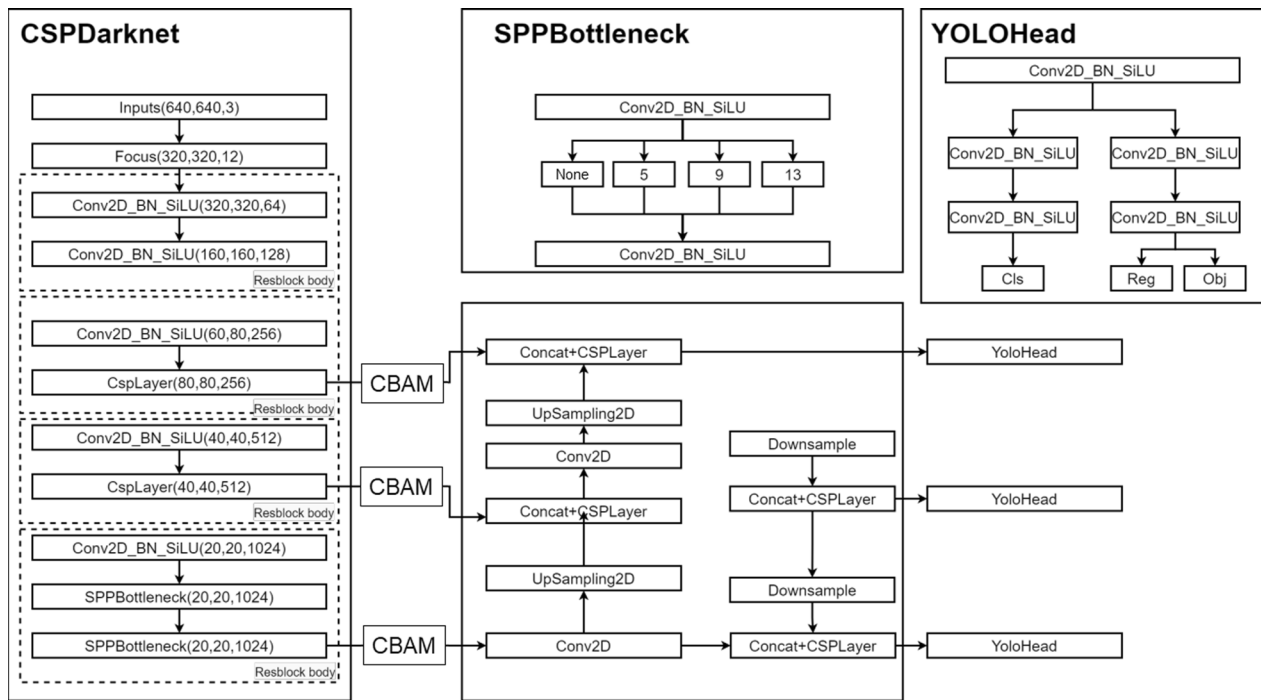 CSPDarknet
Inputs(640,640,3)
Focus(320,320,12)
Conv2D_BN_SiLU(320,320,64)
Conv2D_BN_SiLU(160,160,128)
Resblock body
Conv2D_BN_SiLU(60,80,256)
CspLayer(80,80,256)
Resblock body
Conv2D_BN_SiLU(40,40,512)
CspLayer(40,40,512)
Resblock body
Conv2D_BN_SiLU(20,20,1024)
SPPBottleneck(20,20,1024)
SPPBottleneck(20,20,1024)
Resblock body
CBAM
CBAM
CBAM
SPPBottleneck
Conv2D_BN_SiLU
None
5
9
13
Conv2D_BN_SiLU
Concat+CSPLayer
UpSampling2D
Conv2D
Concat+CSPLayer
UpSampling2D
Conv2D
Downsample
Concat+CSPLayer
Downsample
Concat+CSPLayer
YOLOHead
Conv2D_BN_SiLU
Conv2D_BN_SiLU
Conv2D_BN_SiLU
Conv2D_BN_SiLU
Conv2D_BN_SiLU
Cls
Reg
Obj
YoloHead
YoloHead
YoloHead